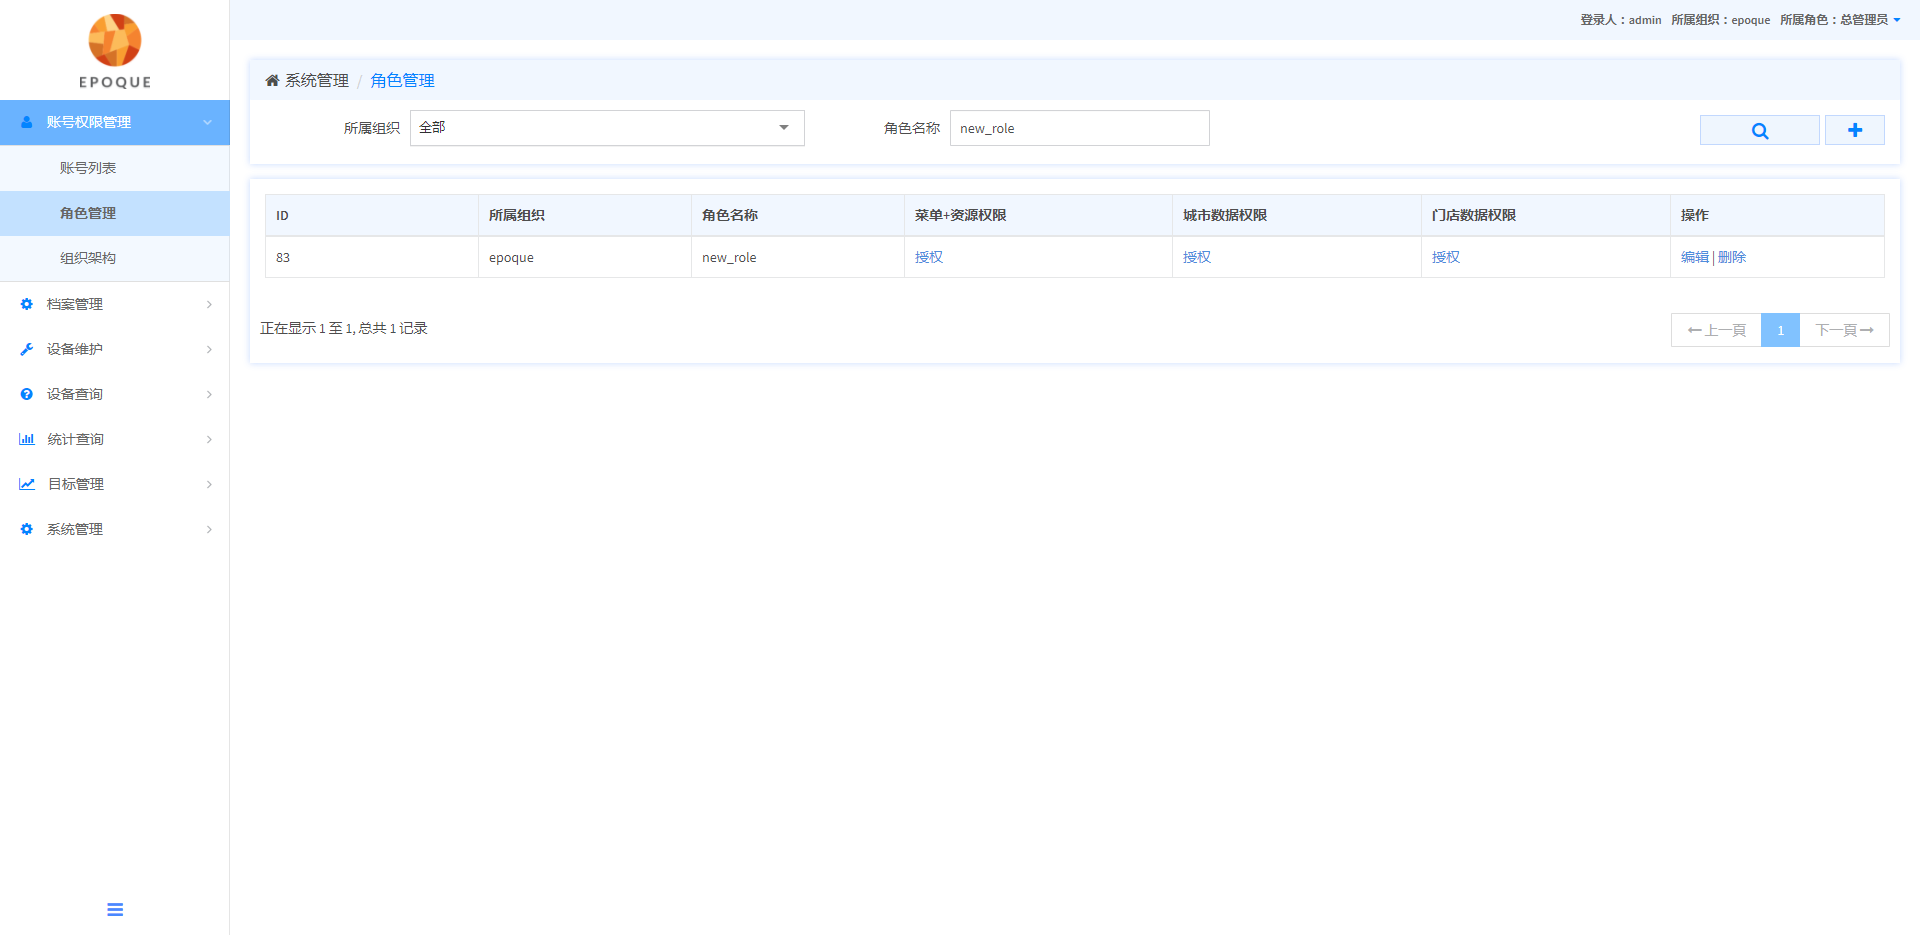 EPOQUE
登录人：admin 所属组织：epoque 所属角色：总管理员
账号权限管理
账号列表
角色管理
组织架构
档案管理
设备维护
设备查询
统计查询
目标管理
系统管理
系统管理 / 角色管理
所属组织 全部 角色名称 new_role
ID 所属组织 角色名称 菜单+资源权限 城市数据权限 门店数据权限 操作
83 epoque new_role 授权 授权 授权 编辑|删除
正在显示 1 至 1, 总共 1 记录
←上一頁 1 下一頁→